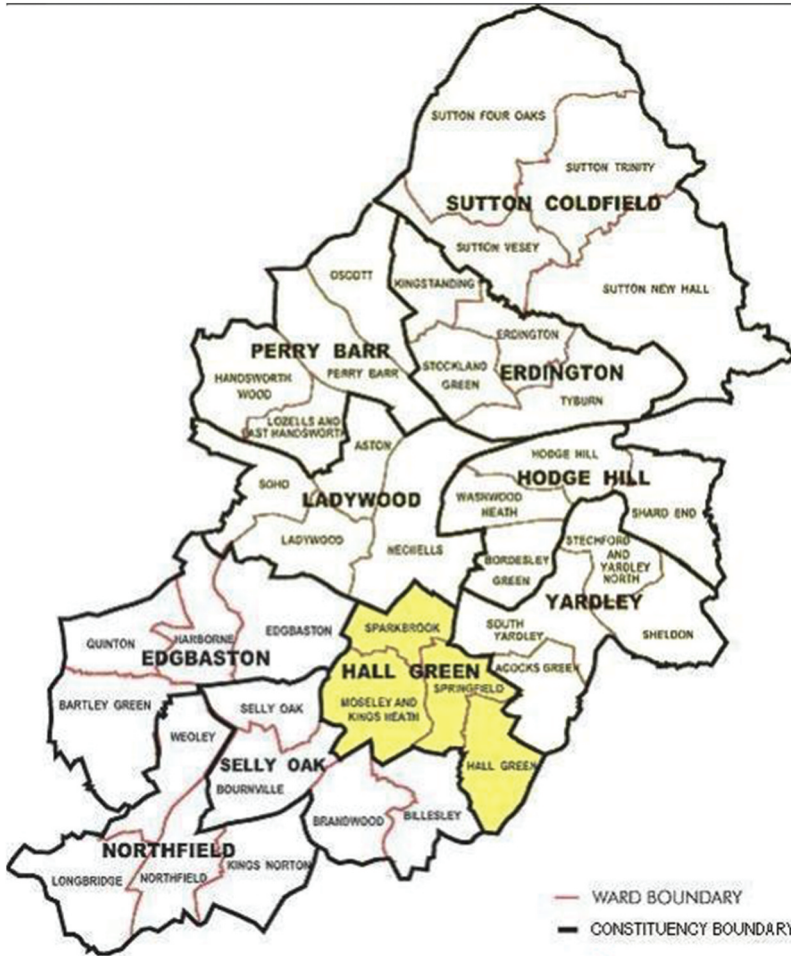 SUTTON FOUR OAKS
SUTTON TRINITY
SUTTON COLDFIELD
SUTTON VESEY
OSCOTT
KINGSTANDING
SUTTON NEW HALL
ERDINGTON
PERRY BARR
STOCKLAND
GREEN
ERDINGTON
HANDSWORTH
WOOD
PERRY BARR
TYBURN
LOZELLS AND
EAST HANDSWORTH
ASTON
HODGE HILL
HODGE HILL
SOHO
LADYWOOD
WASHWOOD
HEATH
SHARD END
LADYWOOD
NECHELLS
BORDESLEY
GREEN
STECHFORD
AND
YARDLEY
NORTH
YARDLEY
SPARKBROOK
SOUTH
YARDLEY
SHELDON
QUINTON
HARBORNE
EDGBASTON
EDGBASTON
HALL GREEN
ACOCKS GREEN
SPRINGFIELD
BARTLEY GREEN
SELLY OAK
MOSELEY AND
KINGS HEATH
WEOLEY
SELLY OAK
HALL GREEN
BOURNVILLE
BRANDWOOD
BILLESLEY
NORTHFIELD
KINGS NORTON
LONGBRIDGE
NORTHFIELD
WARD BOUNDARY
CONSTITUENCY BOUNDARY